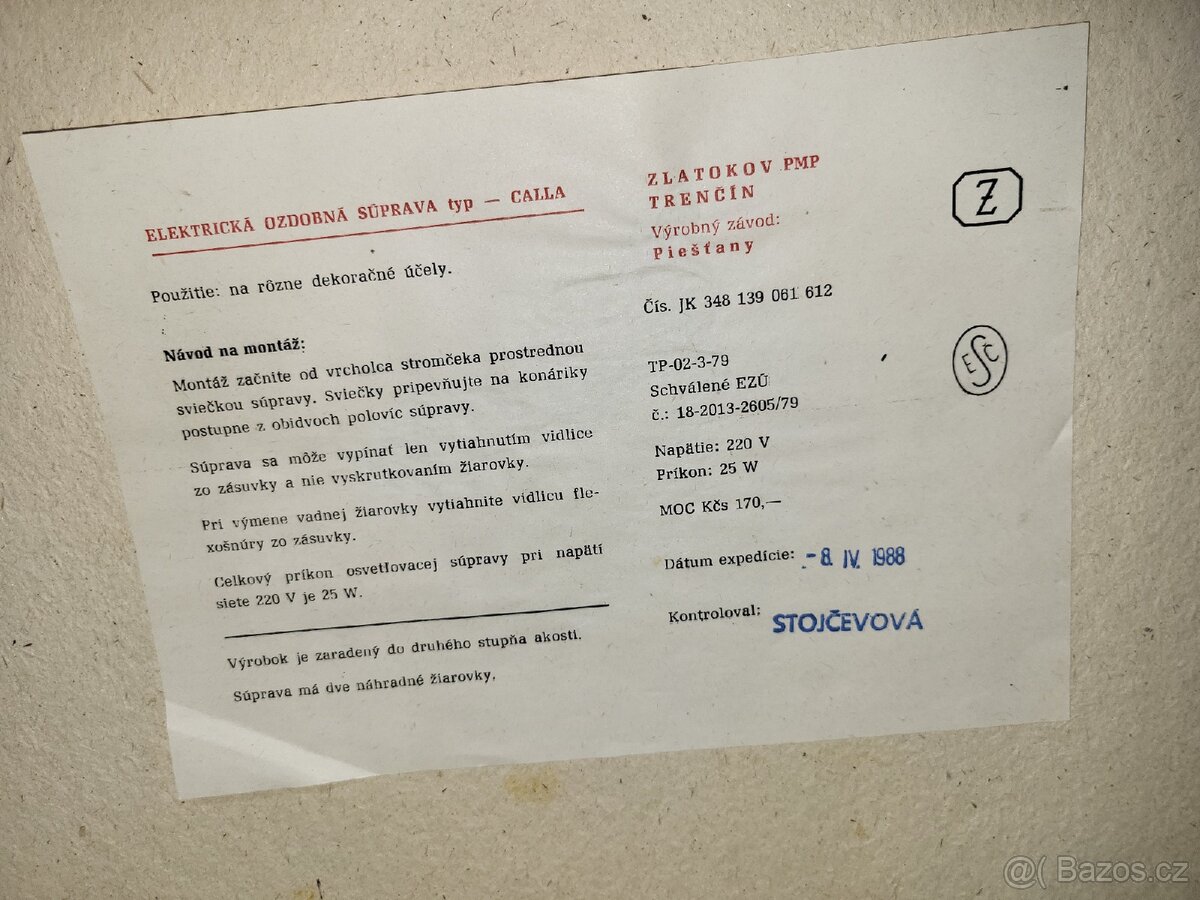 ELEKTRICKÁ OZDOBNÁ SÚPRAVA typ — CALLA
Použitie: na rôzne dekoračné účely.
Návod na montáž:
Montáž začnite od vrcholca stromčeka prostrednou
sviečkou súpravy. Sviečky pripevňujte na konáriky
postupne z obidvoch polovíc súpravy.
Súprava sa môže vypínať len vytiahnutím vidlice
zo zásuvky a nie vyskrutkovaním žiarovky.
Pri výmene vadnej žiarovky vytiahnite vidlicu fle-
xošnúry zo zásuvky.
Celkový príkon osvetľovacej súpravy pri napätí
siete 220 V je 25 W.
Výrobok je zaradený do druhého stupňa akosti.
Súprava má dve náhradné žiarovky.
ZLATOKOV PMP
TRENČÍN
Výrobný závod:
Piešťany
Čís. JK 348 139 061 612
TP-02-3-79
Schválené EZÚ
č.: 18-2013-2605/79
Napätie: 220 V
Príkon: 25 W
MOC Kčs 170,—
Dátum expedície: -8. IV. 1988
Kontroloval: STOJČEVOVÁ
Z
ESČ
@( Bazos.cz